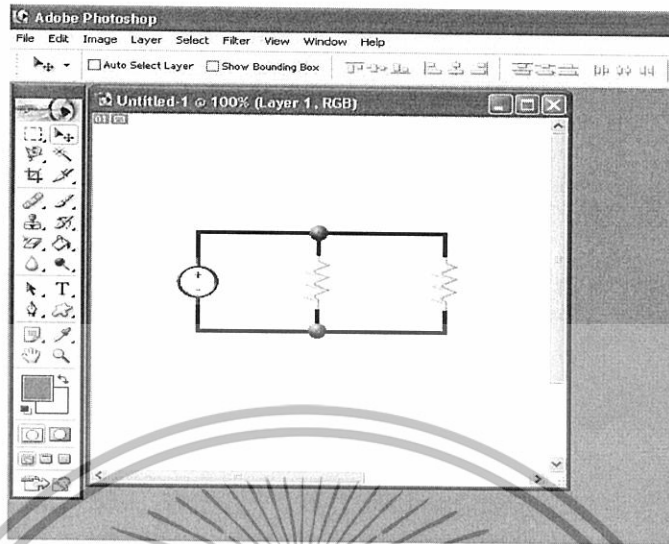 Adobe Photoshop
File Edit Image Layer Select Filter View Window Help
Auto Select Layer Show Bounding Box
Untitled-1 @ 100% (Layer 1, RGB)
T
+
-